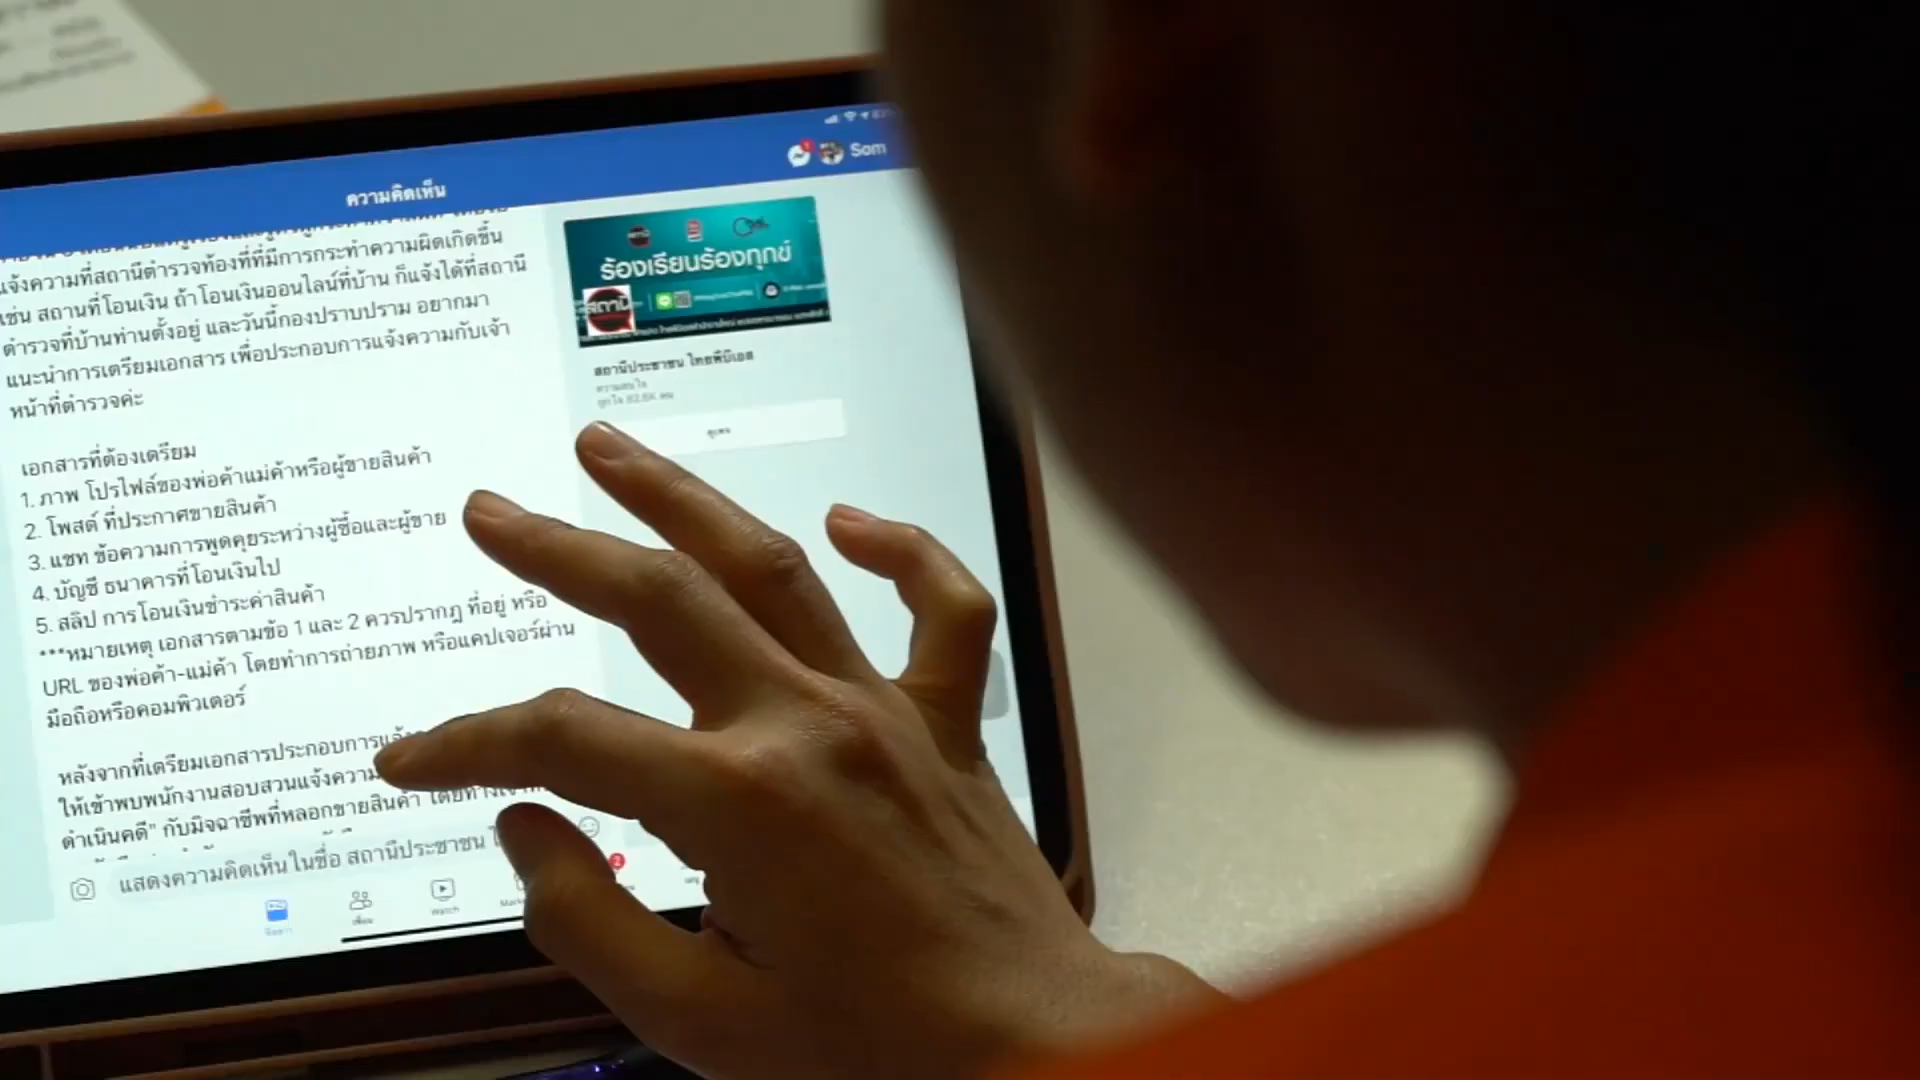 Som
ความคิดเห็น
แจ้งความที่สถานีตำรวจท้องที่ที่มีการกระทำความผิดเกิดขึ้น
เช่น สถานที่โอนเงิน ถ้าโอนเงินออนไลน์ที่บ้าน ก็แจ้งได้ที่สถานี
ตำรวจที่บ้านท่านตั้งอยู่ และวันนี้กองปราบปราม อยากมา
แนะนำการเตรียมเอกสาร เพื่อประกอบการแจ้งความกับเจ้า
หน้าที่ตำรวจค่ะ
เอกสารที่ต้องเตรียม
1. ภาพ โปรไฟล์ของพ่อค้าแม่ค้าหรือผู้ขายสินค้า
2. โพสต์ ที่ประกาศขายสินค้า
3. แชท ข้อความการพูดคุยระหว่างผู้ซื้อและผู้ขาย
4. บัญชี ธนาคารที่โอนเงินไป
5. สลิป การโอนเงินชำระค่าสินค้า
***หมายเหตุ เอกสารตามข้อ 1 และ 2 ควรปรากฎ ที่อยู่ หรือ
URL ของพ่อค้า-แม่ค้า โดยทำการถ่ายภาพ หรือแคปเจอร์ผ่าน
มือถือหรือคอมพิวเตอร์
หลังจากที่เตรียมเอกสารประกอบการแจ้ง
ให้เข้าพบพนักงานสอบสวนแจ้งความ
ดำเนินคดี" กับมิจฉาชีพที่หลอกขายสินค้า
แสดงความคิดเห็นในชื่อ สถานีประชาชน
เพื่อน
Watch
2
ร้องเรียนร้องทุกข์
สถานี
สถานีประชาชน ไทยพีบีเอส
ถูกใจ 82.6K คน
ดูเพจ